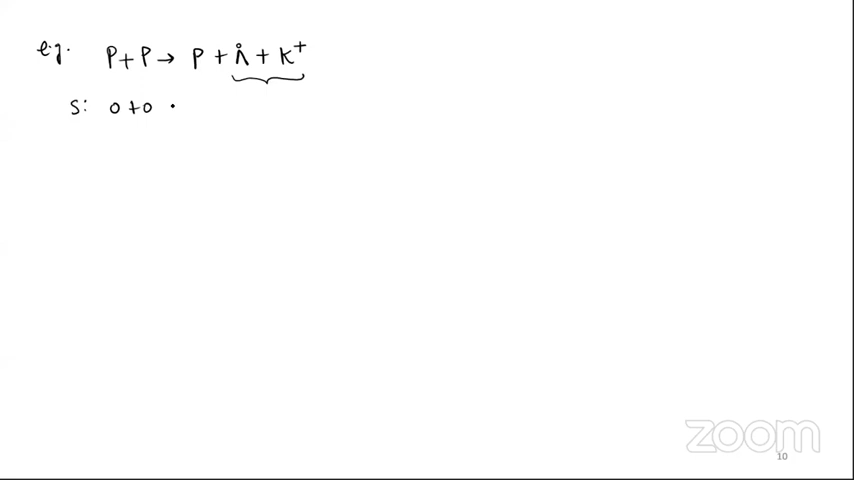 e.g. P + P → P + Λ° + K⁺
S: 0 + 0 ·
zoom
10